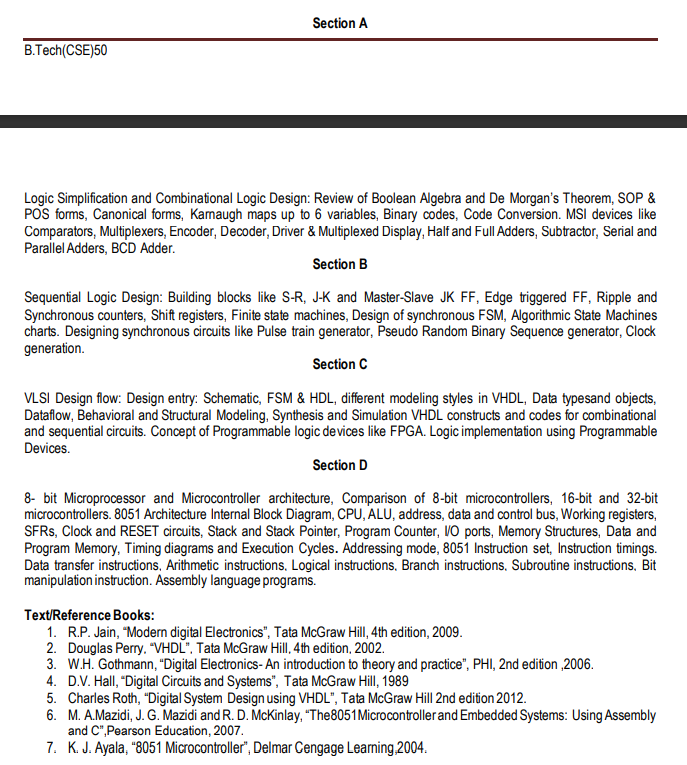 Section A
B.Tech(CSE)50
Logic Simplification and Combinational Logic Design: Review of Boolean Algebra and De Morgan's Theorem, SOP &
POS forms, Canonical forms, Karnaugh maps up to 6 variables, Binary codes, Code Conversion. MSI devices like
Comparators, Multiplexers, Encoder, Decoder, Driver & Multiplexed Display, Half and Full Adders, Subtractor, Serial and
Parallel Adders, BCD Adder.
Section B
Sequential Logic Design: Building blocks like S-R, J-K and Master-Slave JK FF, Edge triggered FF, Ripple and
Synchronous counters, Shift registers, Finite state machines, Design of synchronous FSM, Algorithmic State Machines
charts. Designing synchronous circuits like Pulse train generator, Pseudo Random Binary Sequence generator, Clock
generation.
Section C
VLSI Design flow: Design entry: Schematic, FSM & HDL, different modeling styles in VHDL, Data typesand objects,
Dataflow, Behavioral and Structural Modeling, Synthesis and Simulation VHDL constructs and codes for combinational
and sequential circuits. Concept of Programmable logic devices like FPGA. Logic implementation using Programmable
Devices.
Section D
8- bit Microprocessor and Microcontroller architecture, Comparison of 8-bit microcontrollers, 16-bit and 32-bit
microcontrollers. 8051 Architecture Internal Block Diagram, CPU, ALU, address, data and control bus, Working registers,
SFRs, Clock and RESET circuits, Stack and Stack Pointer, Program Counter, I/O ports, Memory Structures, Data and
Program Memory, Timing diagrams and Execution Cycles. Addressing mode, 8051 Instruction set, Instruction timings.
Data transfer instructions, Arithmetic instructions, Logical instructions, Branch instructions, Subroutine instructions, Bit
manipulation instruction. Assembly language programs.
Text/Reference Books:
1. R.P. Jain, "Modern digital Electronics", Tata McGraw Hill, 4th edition, 2009.
2. Douglas Perry, "VHDL", Tata McGraw Hill, 4th edition, 2002.
3. W.H. Gothmann, "Digital Electronics- An introduction to theory and practice", PHI, 2nd edition ,2006.
4. D.V. Hall, "Digital Circuits and Systems", Tata McGraw Hill, 1989
5. Charles Roth, "Digital System Design using VHDL", Tata McGraw Hill 2nd edition 2012.
6. M. A.Mazidi, J. G. Mazidi and R. D. McKinlay, "The8051Microcontroller and Embedded Systems: Using Assembly
and C",Pearson Education, 2007.
7. K. J. Ayala, "8051 Microcontroller", Delmar Cengage Learning,2004.